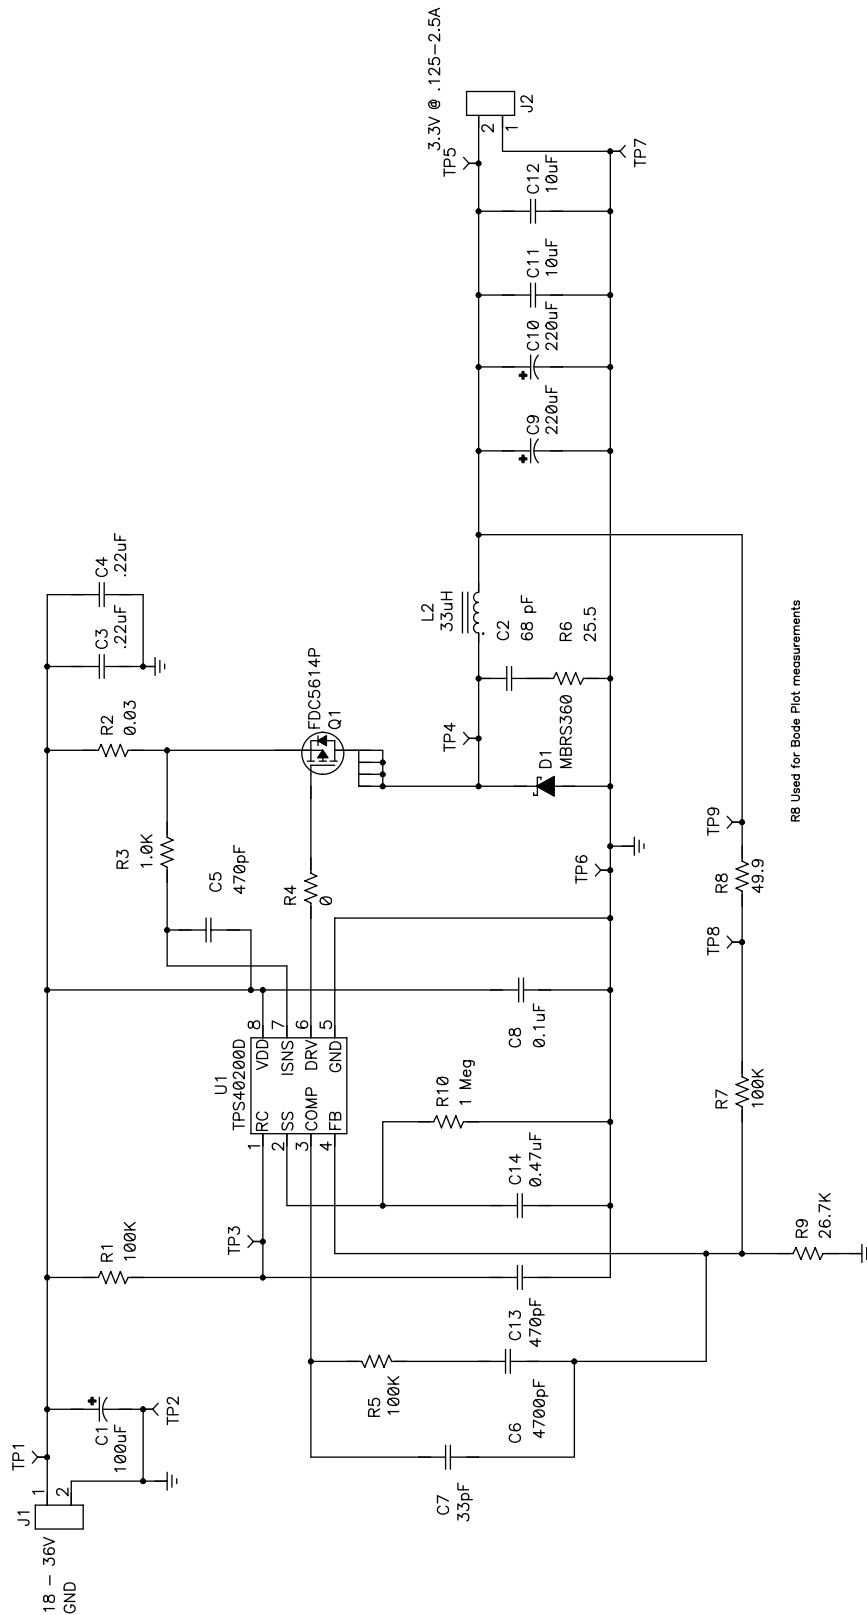 18 - 36V
GND
J1
1
2
TP1
C1
100uF
TP2
R1
100K
TP3
C7
33pF
R5
100K
C6
4700pF
C13
470pF
C14
0.47uF
R10
1 Meg
U1
TPS40200D
1
RC
VDD
8
2
SS
ISNS
7
3
COMP
DRV
6
4
FB
GND
5
C8
0.1uF
C5
470pF
R3
1.0K
R4
0
R2
0.03
C3
.22uF
C4
.22uF
FDC5614P
Q1
TP4
D1
MBRS360
TP6
L2
33uH
C2
68 pF
R6
25.5
C9
220uF
C10
220uF
C11
10uF
C12
10uF
TP5
3.3V @ .125-2.5A
2
1
J2
TP7
R9
26.7K
R7
100K
TP8
R8
49.9
TP9
R8 Used for Bode Plot measurements